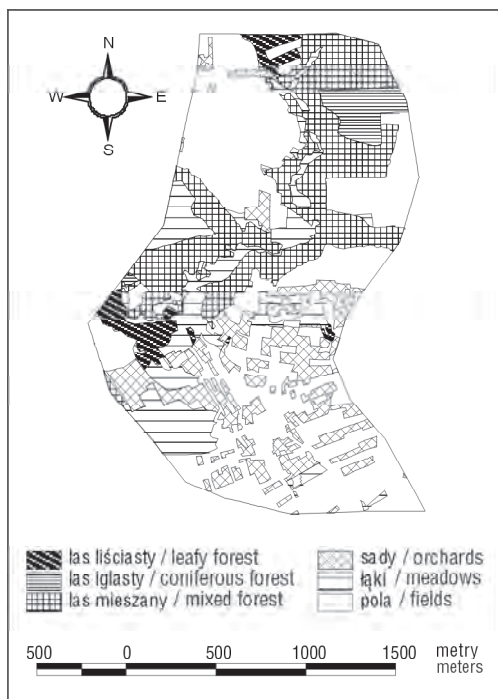 N
W E
S
las liściasty / leafy forest
las iglasty / coniferous forest
las mieszany / mixed forest
sady / orchards
łąki / meadows
pola / fields
500 0 500 1000 1500 metry
meters